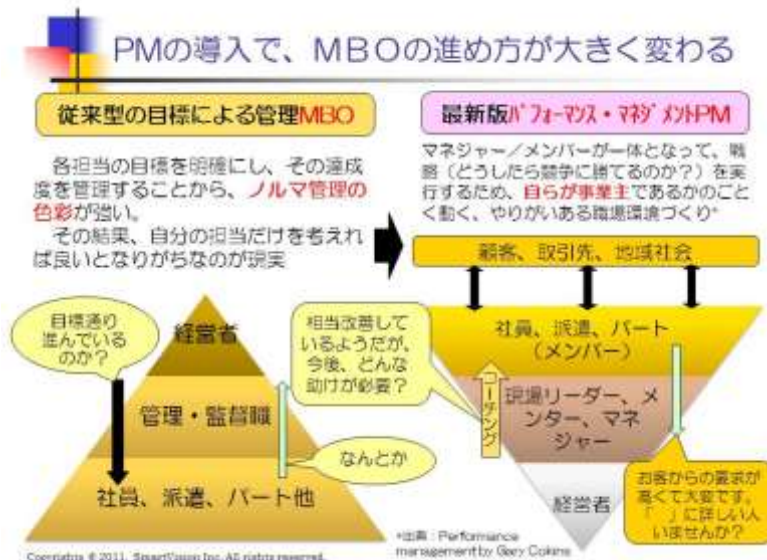 PMの導入で、MBOの進め方が大きく変わる
従来型の目標による管理MBO
各担当の目標を明確にし、その達成
度を管理することから、ノルマ管理の
色彩が強い。
その結果、自分の担当だけを考えれ
ば良いとなりがちなのが現実
最新版パフォーマンス・マネジメントPM
マネジャー／メンバーが一体となって、戦
略（どうしたら競争に勝てるのか？）を実
行するため、自らが事業主であるかのごと
く動く、やりがいある職場環境づくり*
顧客、取引先、地域社会
目標通り
進んでいる
のか？
経営者
管理・監督職
社員、派遣、パート他
なんとか
相当改善して
いるようだが、
今後、どんな
助けが必要？
社員、派遣、パート
（メンバー）
コーチング
現場リーダー、メ
ンター、マネ
ジャー
経営者
お客からの要求が
高くて大変です。
「　」に詳しい人
いませんか？
*出典：Performance
management by Gary Cokins
Copyrights © 2011, SmartVision Inc. All rights reserved.